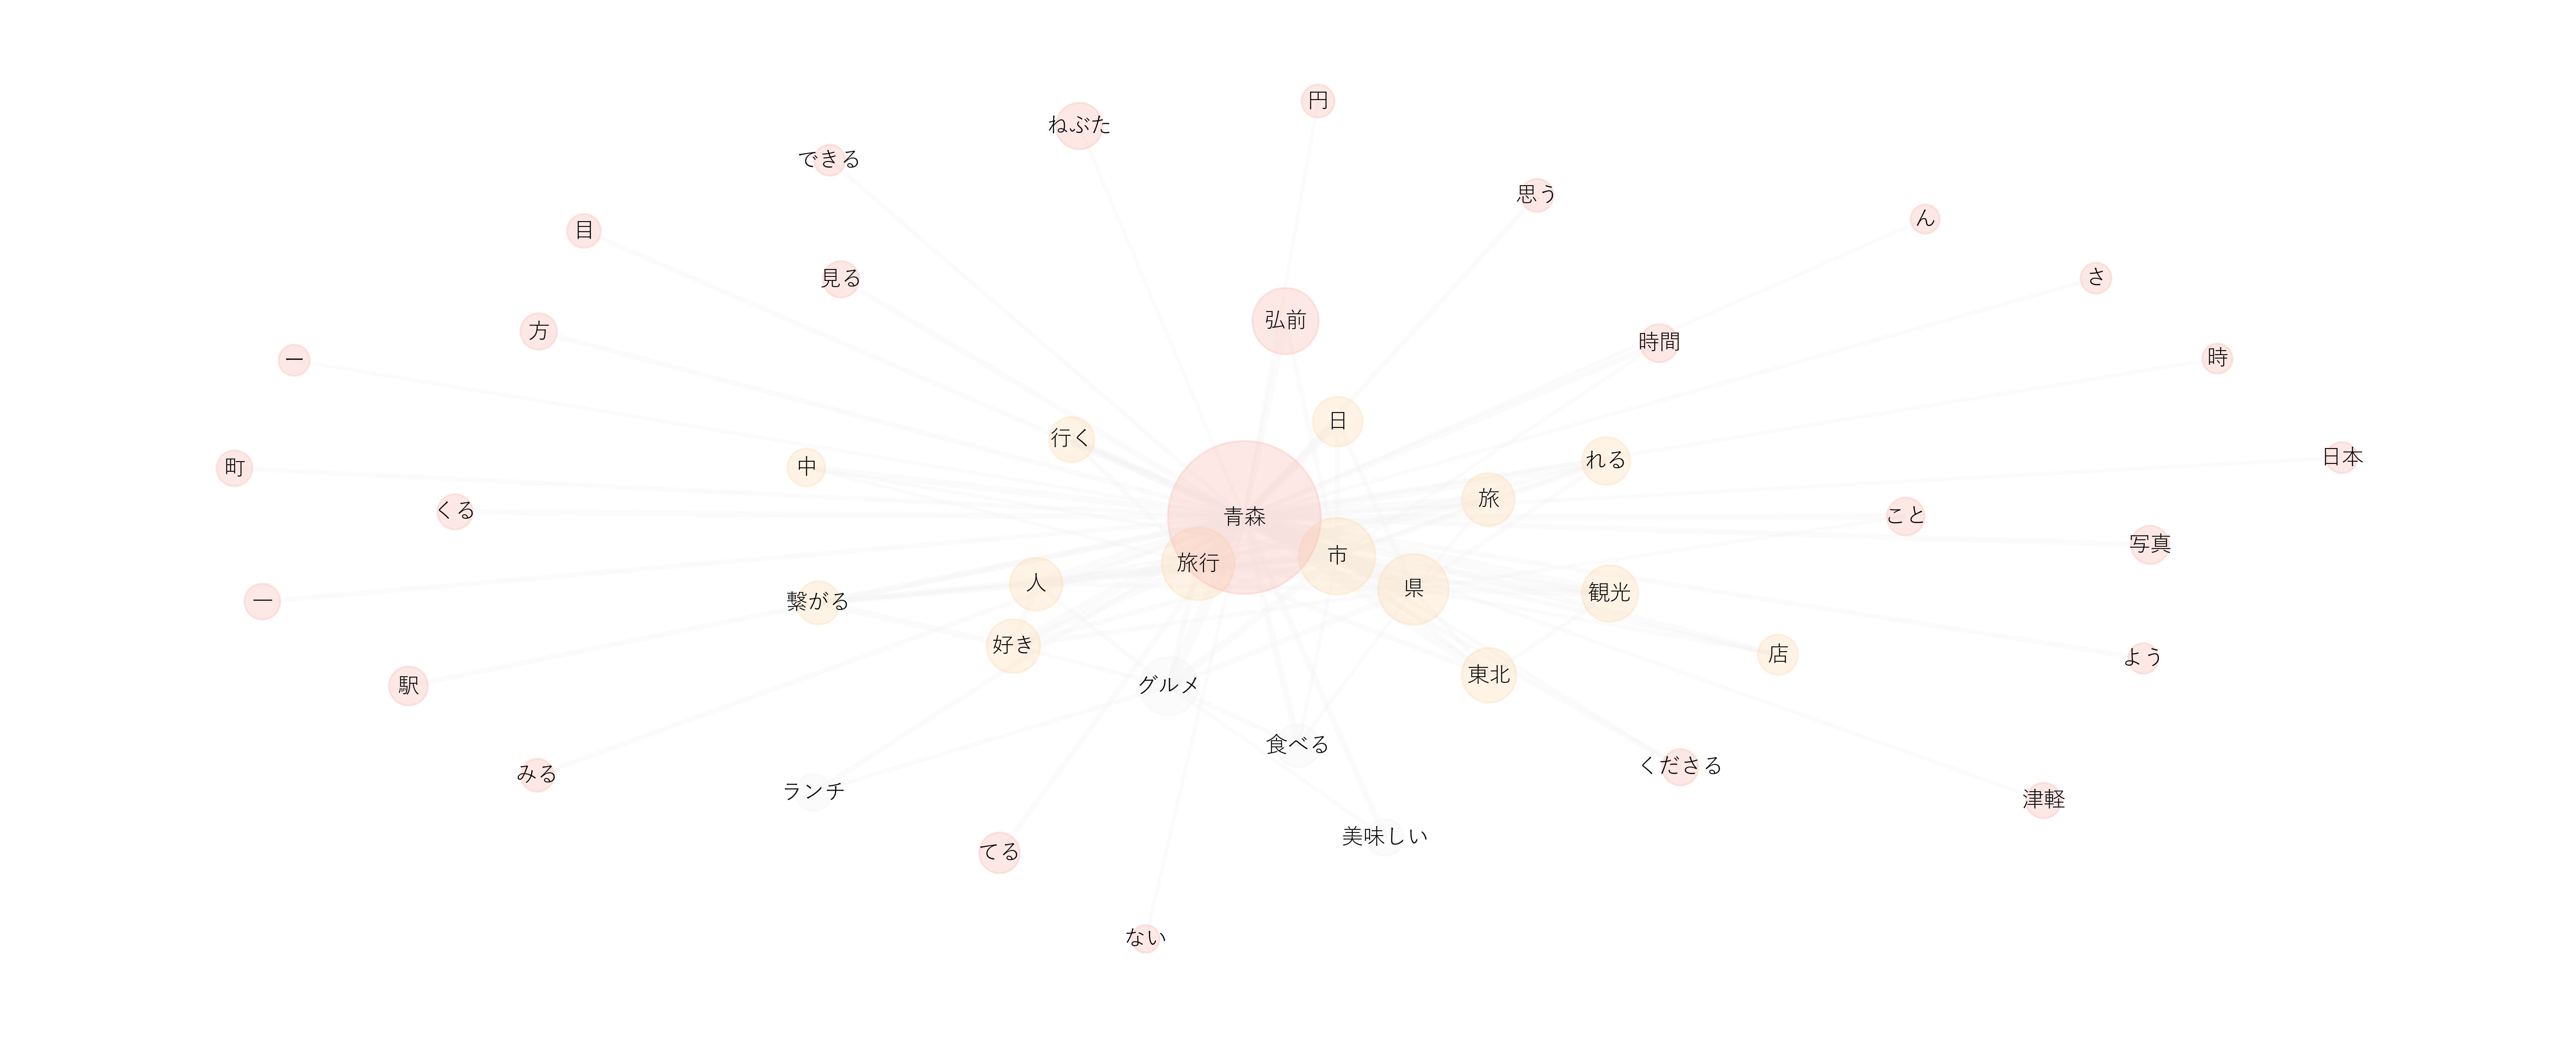 円
ねぶた
できる
思う
ん
目
見る
さ
弘前
方
時間
一
時
日
行く
日本
れる
中
町
旅
くる
青森
こと
写真
市
旅行
人
県
観光
繋がる
一
好き
店
よう
東北
グルメ
駅
食べる
くださる
みる
ランチ
津軽
美味しい
てる
ない